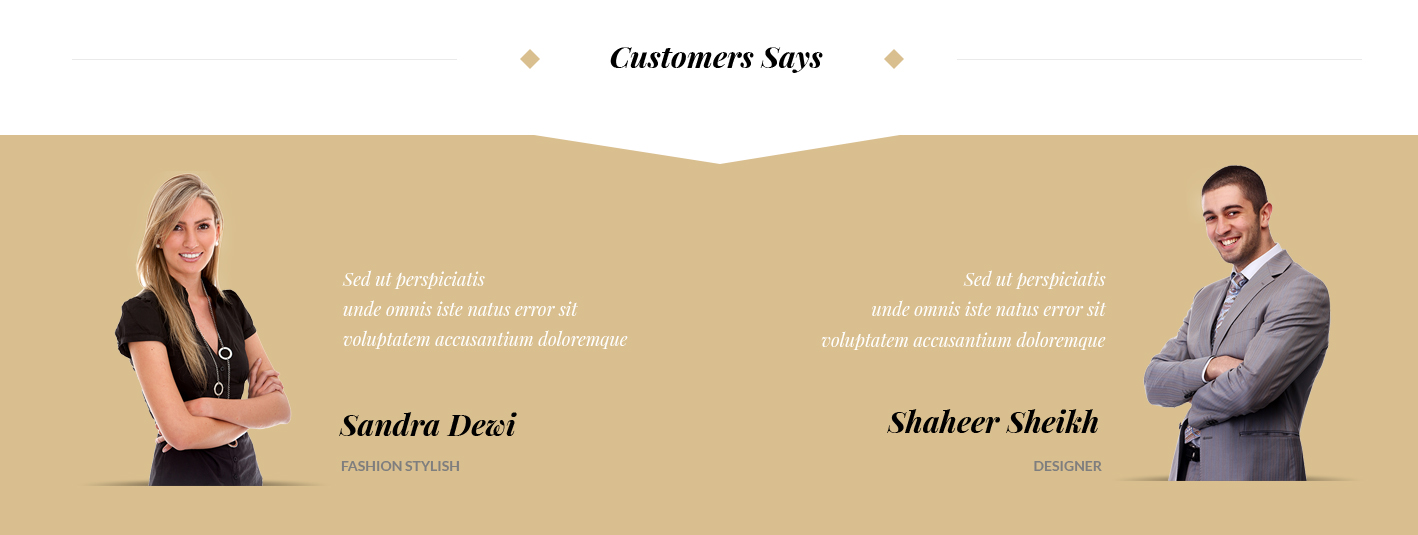 Customers Says
Sed ut perspiciatis
unde omnis iste natus error sit
voluptatem accusantium doloremque
Sandra Dewi
FASHION STYLISH
Sed ut perspiciatis
unde omnis iste natus error sit
voluptatem accusantium doloremque
Shaheer Sheikh
DESIGNER